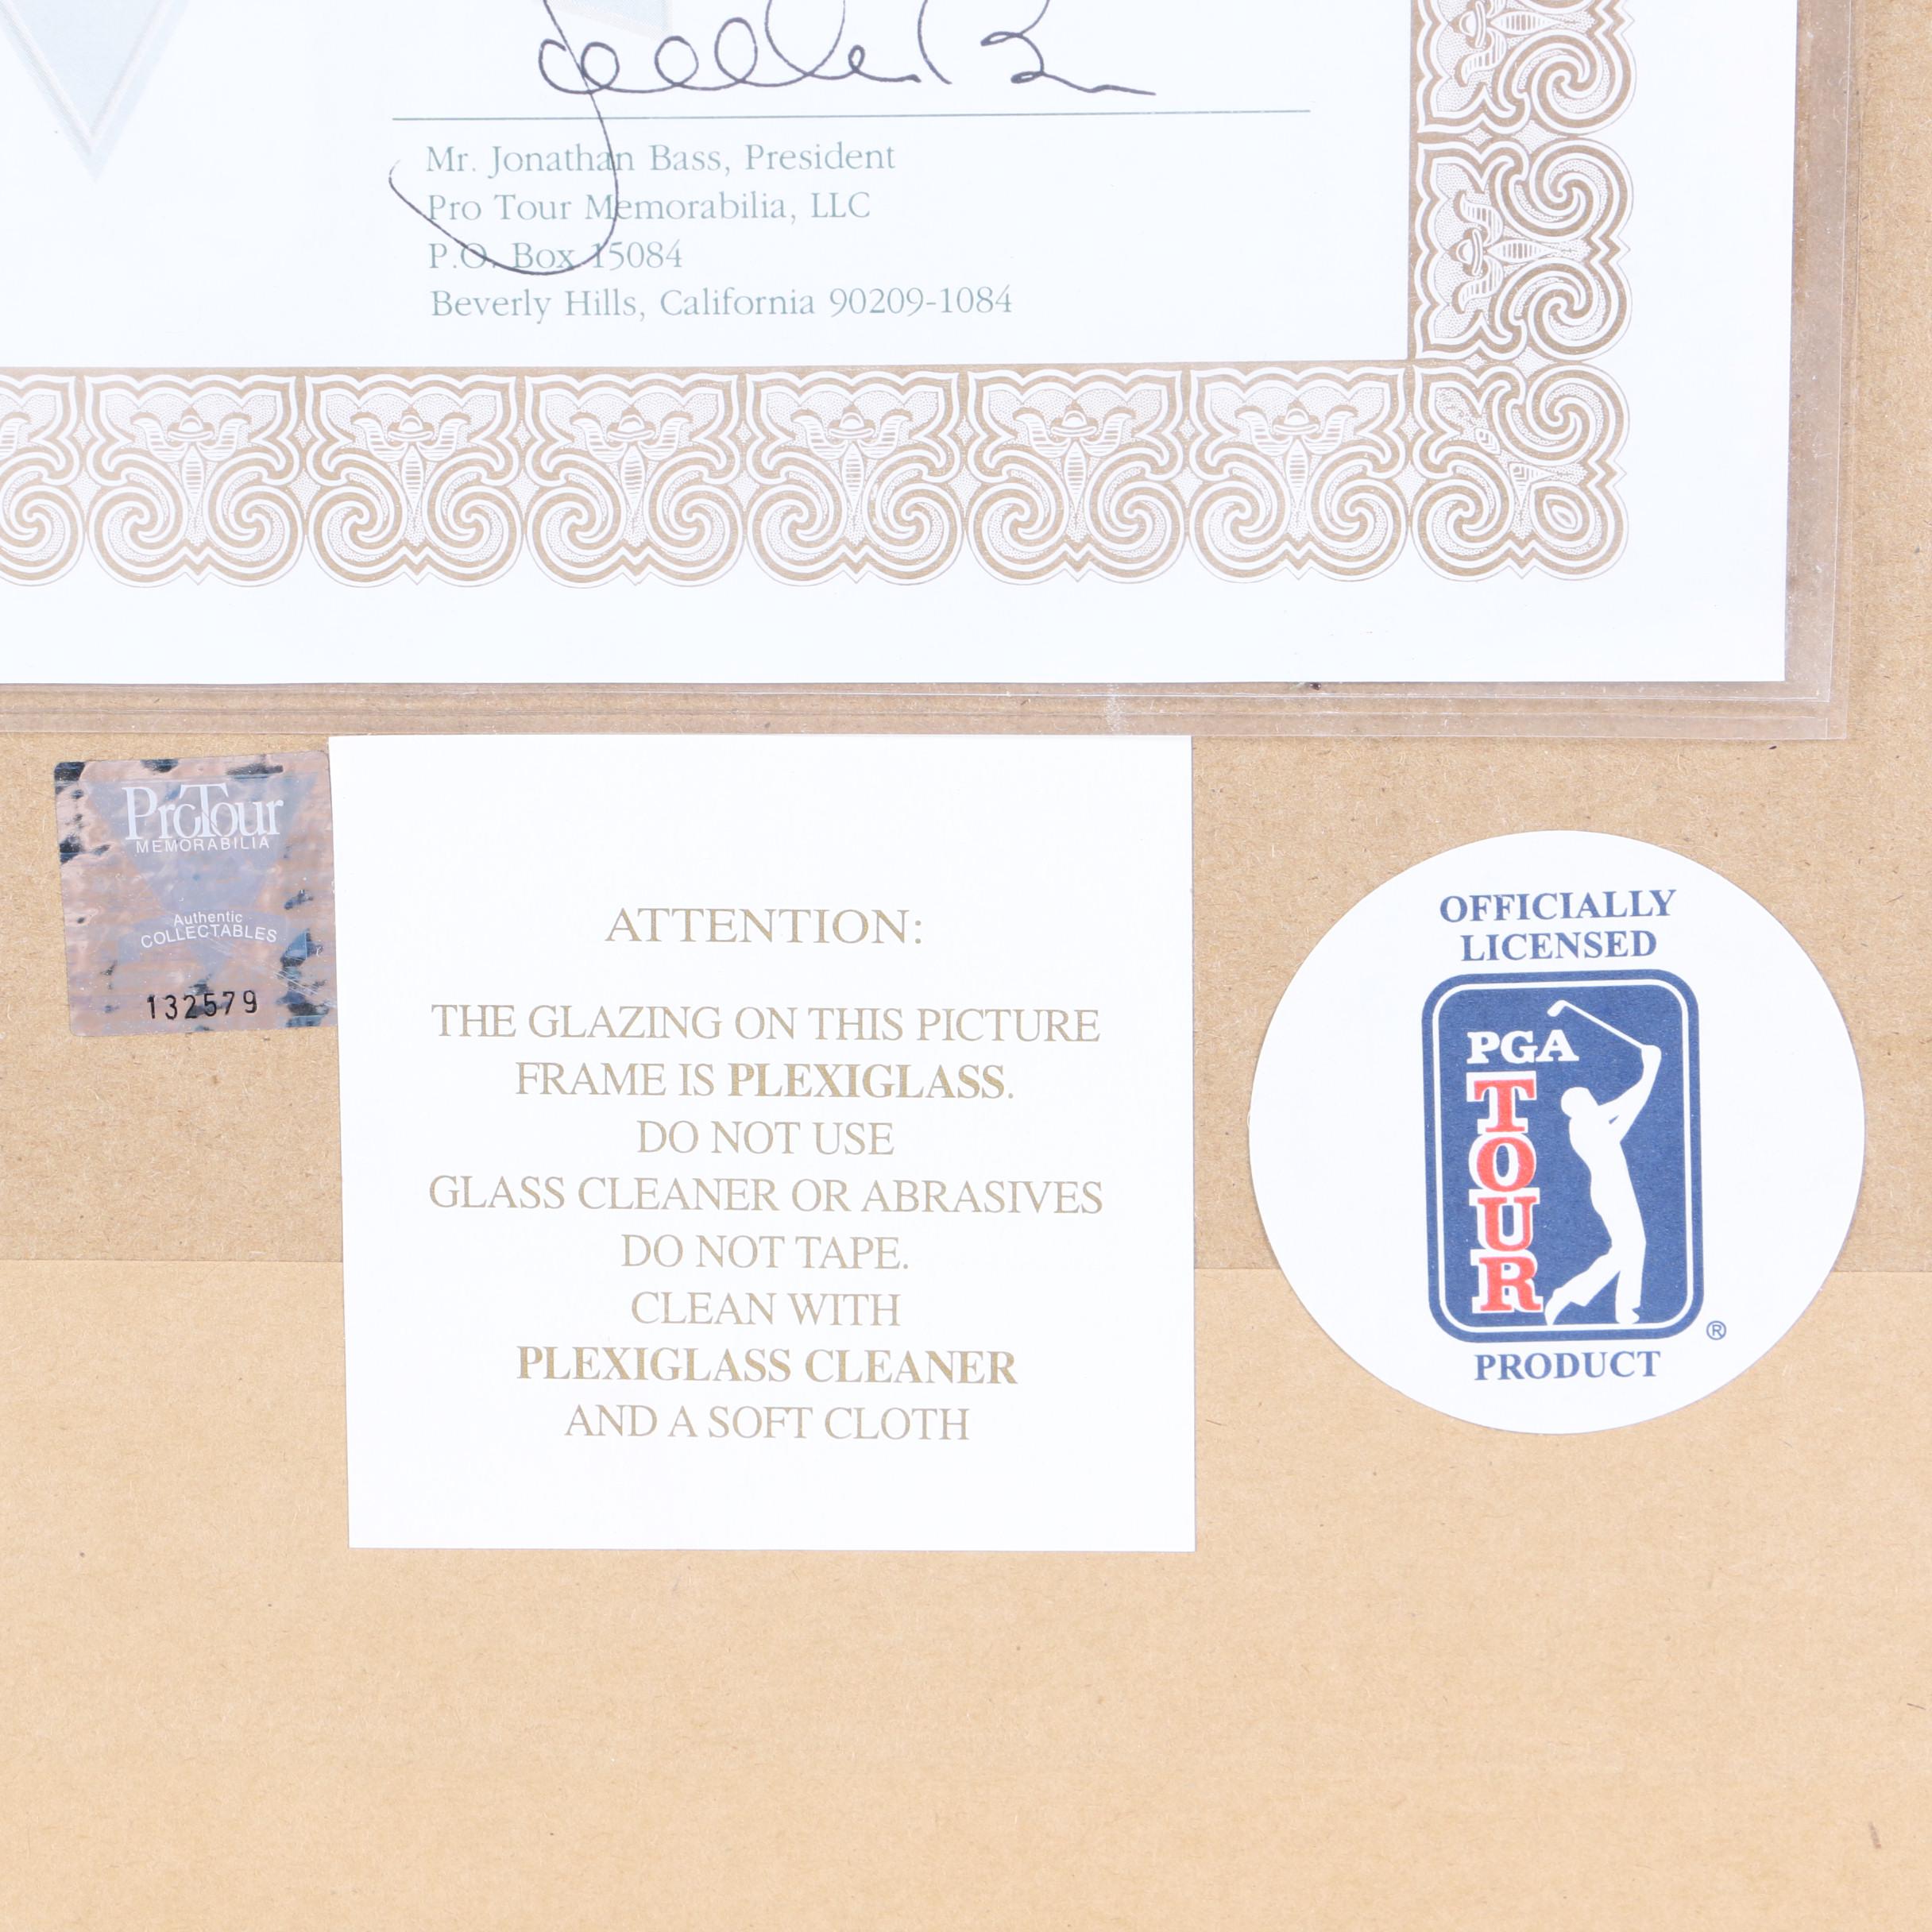 Mr. Jonathan Bass, President
Pro Tour Memorabilia, LLC
P.O. Box 15084
Beverly Hills, California 90209-1084
ProTour
MEMORABILIA
Authentic
COLLECTABLES
132579
ATTENTION:
THE GLAZING ON THIS PICTURE
FRAME IS PLEXIGLASS.
DO NOT USE
GLASS CLEANER OR ABRASIVES
DO NOT TAPE.
CLEAN WITH
PLEXIGLASS CLEANER
AND A SOFT CLOTH
OFFICIALLY
LICENSED
PGA
TOUR
®
PRODUCT